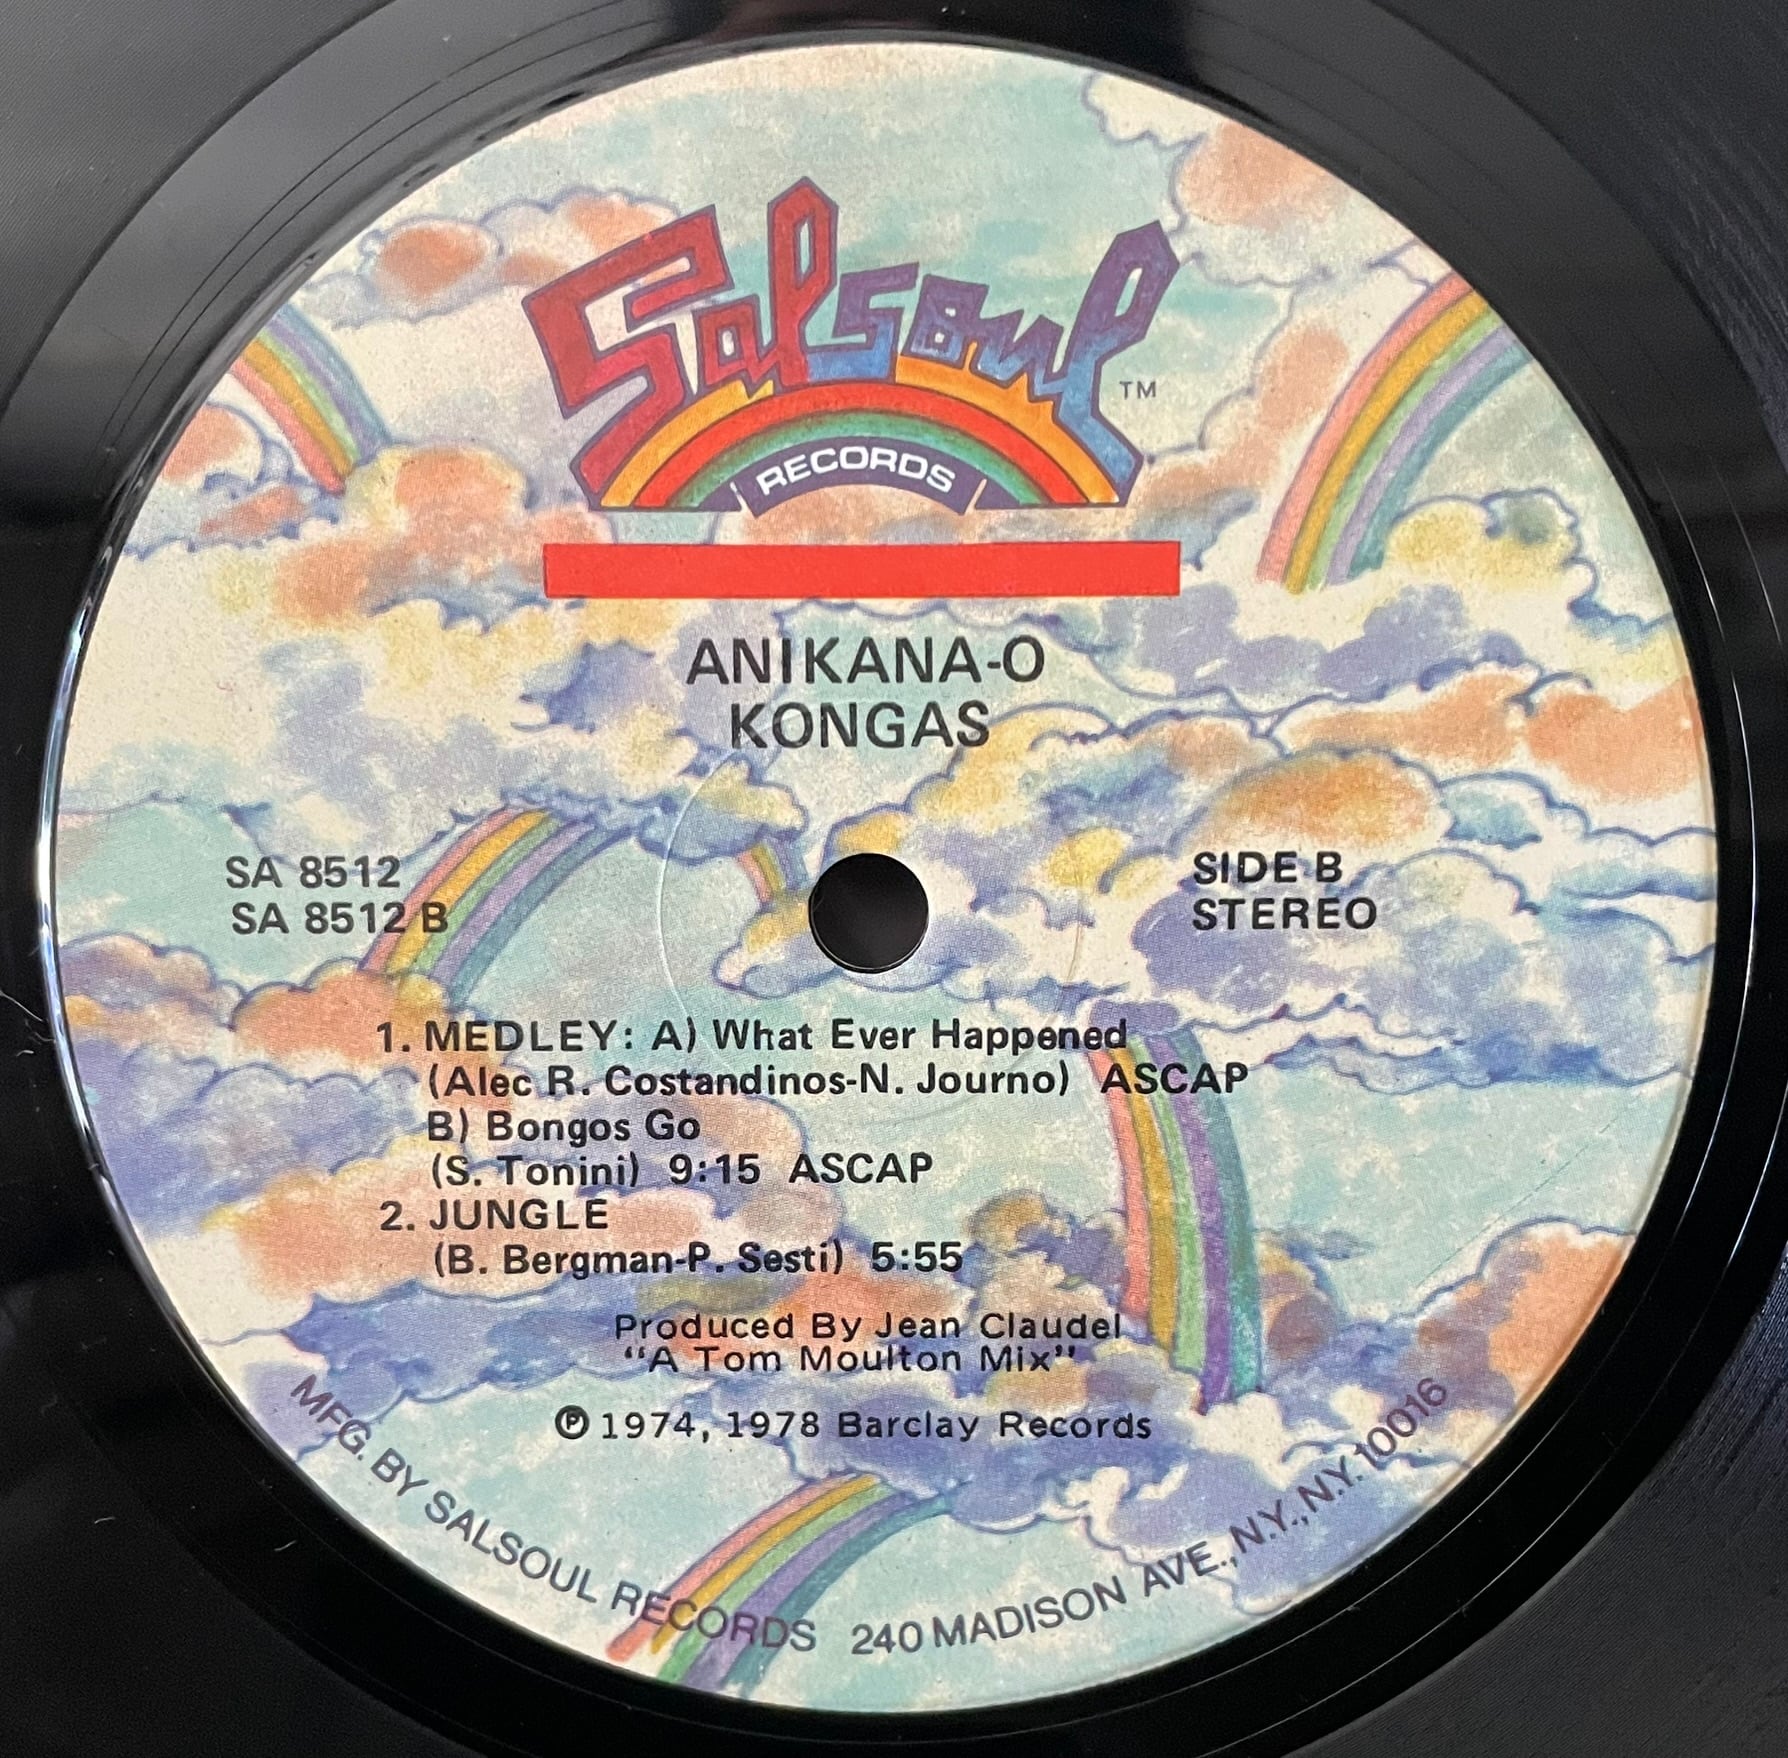 Salsoul
TM
RECORDS
ANIKANA-O
KONGAS
SA 8512
SA 8512 B
SIDE B
STEREO
1. MEDLEY: A) What Ever Happened
(Alec R. Costandinos-N. Journo) ASCAP
B) Bongos Go
(S. Tonini) 9:15 ASCAP
2. JUNGLE
(B. Bergman-P. Sesti) 5:55
Produced By Jean Claudel
"A Tom Moulton Mix"
℗ 1974, 1978 Barclay Records
MFG. BY SALSOUL RECORDS 240 MADISON AVE., N.Y., N.Y. 10016